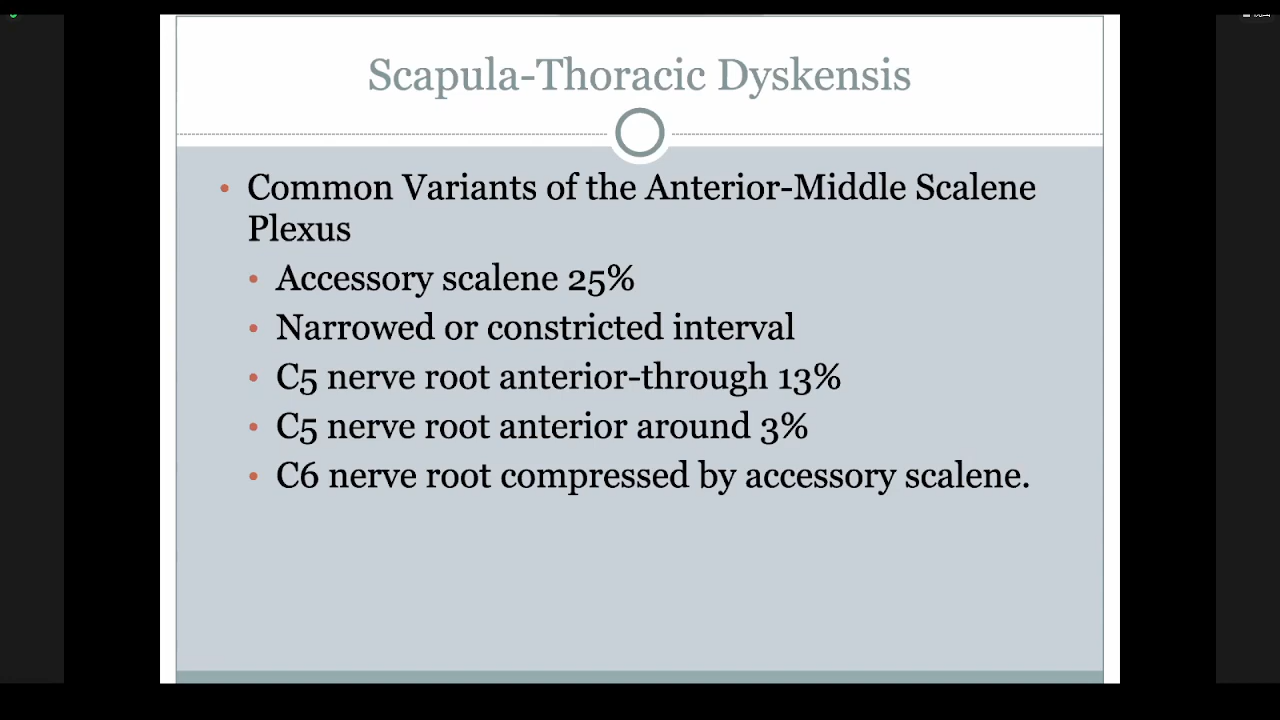 Scapula-Thoracic Dyskensis
• Common Variants of the Anterior-Middle Scalene
Plexus
• Accessory scalene 25%
• Narrowed or constricted interval
• C5 nerve root anterior-through 13%
• C5 nerve root anterior around 3%
• C6 nerve root compressed by accessory scalene.